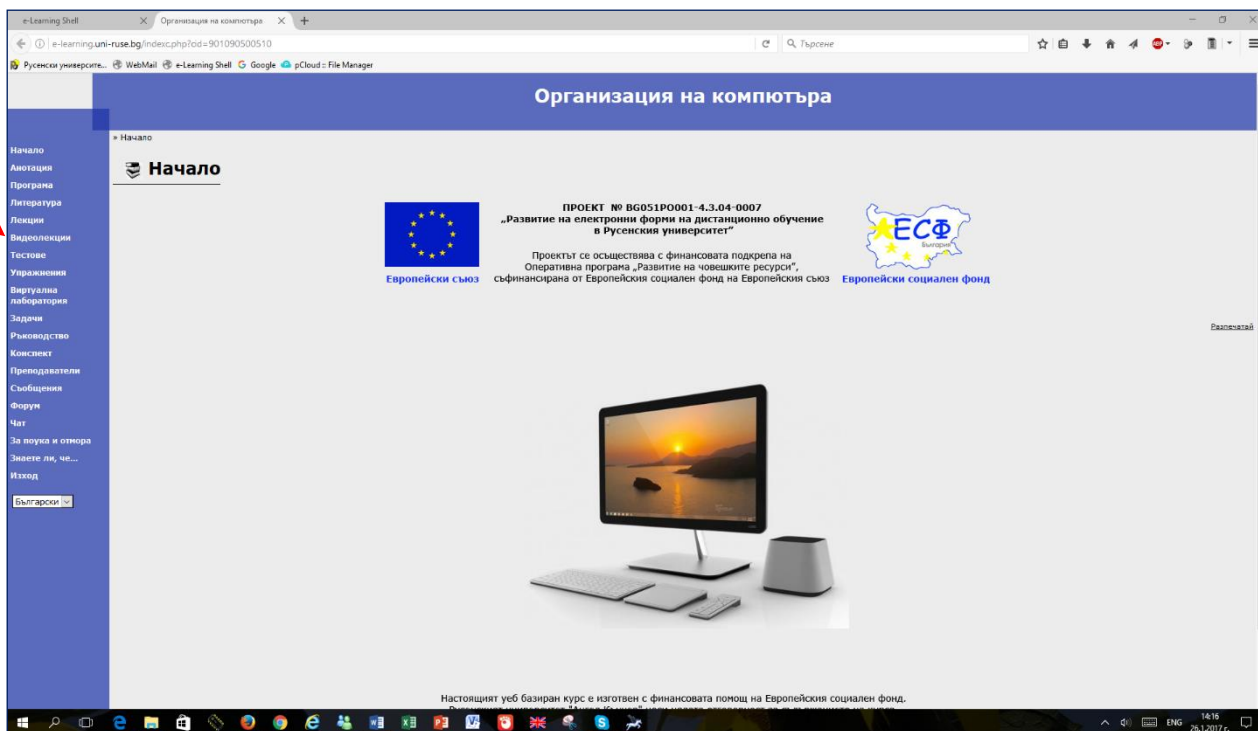 e-Learning Shell
Организация на компютъра
e-learning.uni-ruse.bg/indexc.php?cid=901090500510
Търсене
Русенски университе...
WebMail
e-Learning Shell
Google
pCloud :: File Manager
Организация на компютъра
» Начало
Начало
Анотация
Програма
Литература
Лекции
Видеолекции
Тестове
Упражнения
Виртуална
лаборатория
Задачи
Ръководство
Конспект
Преподаватели
Съобщения
Форум
Чат
За поука и отмора
Знаете ли, че...
Изход
Български
Начало
ПРОЕКТ № BG051PO001-4.3.04-0007
„Развитие на електронни форми на дистанционно обучение
в Русенския университет”
Проектът се осъществява с финансовата подкрепа на
Оперативна програма „Развитие на човешките ресурси”,
съфинансирана от Европейския социален фонд на Европейския съюз
Европейски съюз
ЕСФ
България
Европейски социален фонд
Разпечатай
Настоящият уеб базиран курс е изготвен с финансовата помощ на Европейския социален фонд.
ENG
14:16
26.1.2017 г.